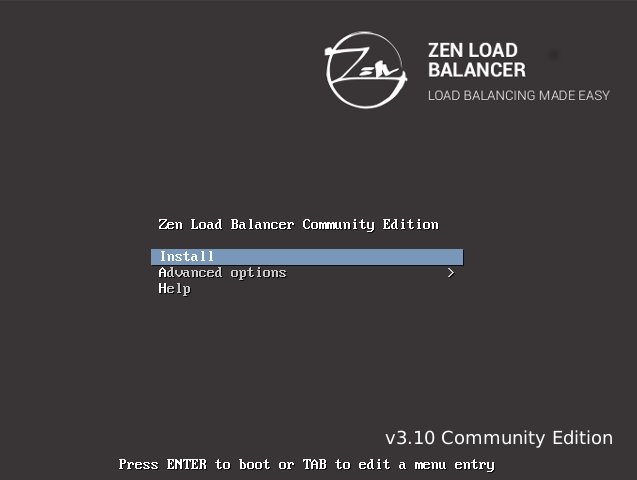 Zen
ZEN LOAD
BALANCER
LOAD BALANCING MADE EASY
Zen Load Balancer Community Edition
Install
Advanced options >
Help
v3.10 Community Edition
Press ENTER to boot or TAB to edit a menu entry